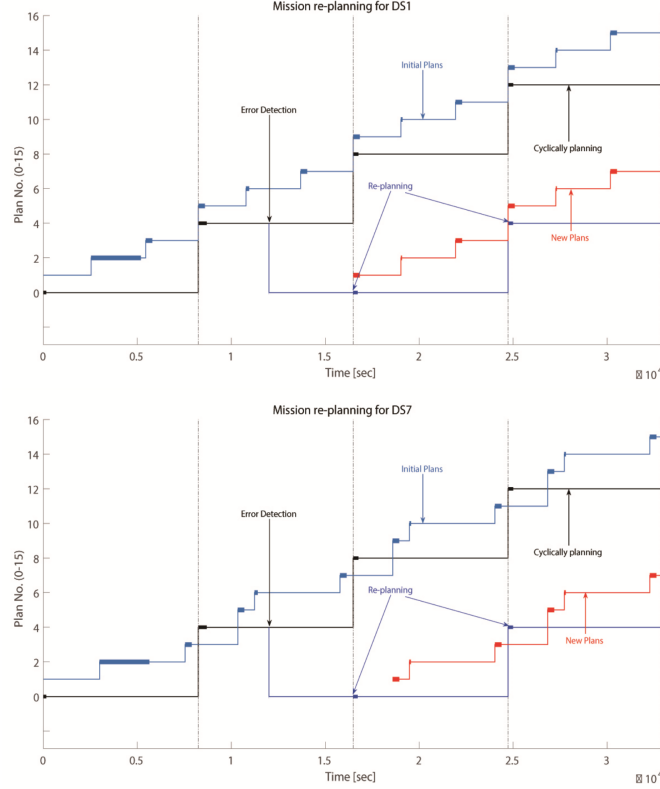 Mission re-planning for DS1
16
14
12
10
8
6
4
2
0
Plan No. (0-15)
Initial Plans
Error Detection
Cyclically planning
Re-planning
New Plans
0
0.5
1
1.5
2
2.5
3
Time [sec]
10
Mission re-planning for DS7
16
14
12
10
8
6
4
2
0
Plan No. (0-15)
Initial Plans
Error Detection
Cyclically planning
Re-planning
New Plans
0
0.5
1
1.5
2
2.5
3
Time [sec]
10